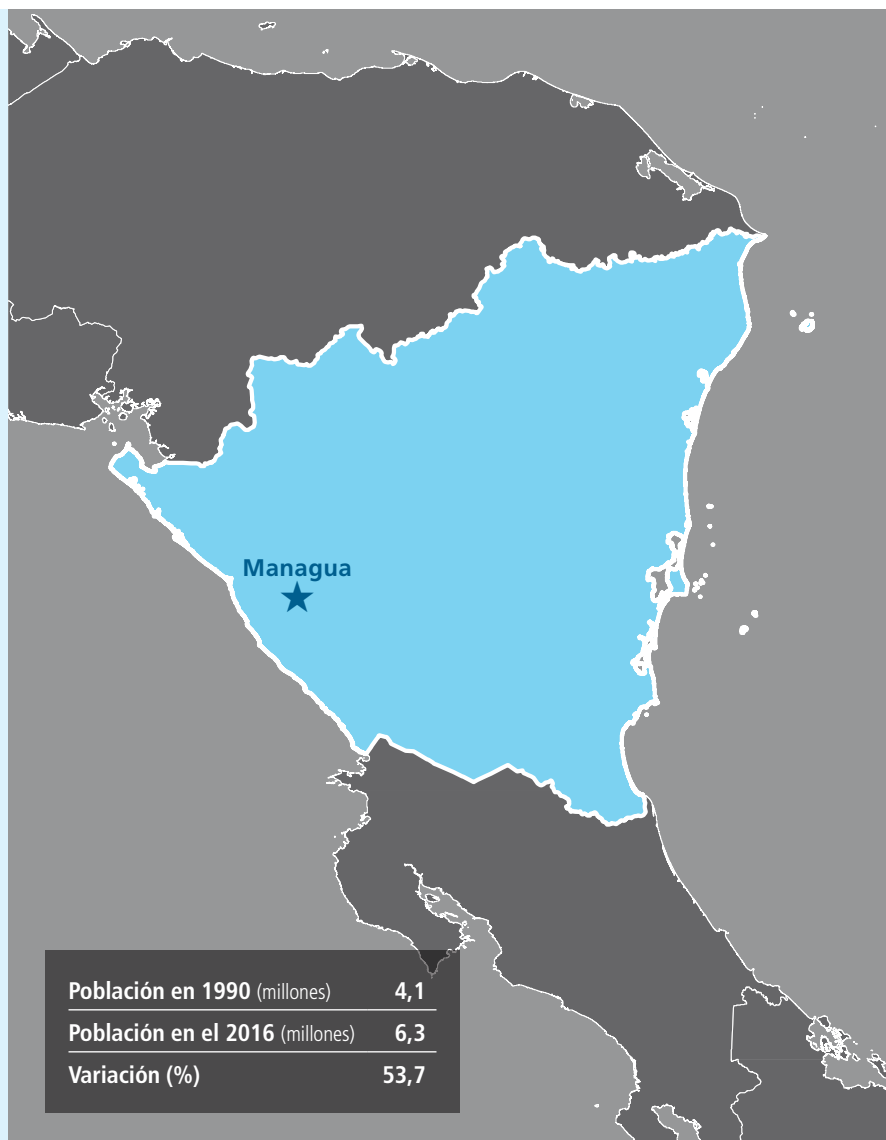 Managua
Población en 1990 (millones) 4,1
Población en el 2016 (millones) 6,3
Variación (%) 53,7